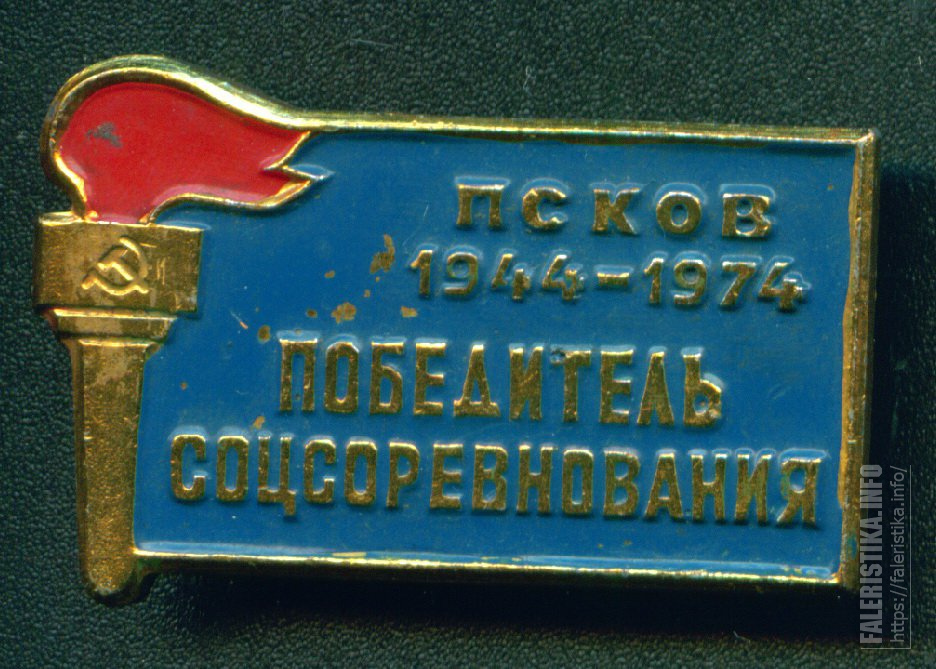 ПСКОВ
1944-1974
ПОБЕДИТЕЛЬ
СОЦСОРЕВНОВАНИЯ
FALERISTIKA.INFO
https://faleristika.info/